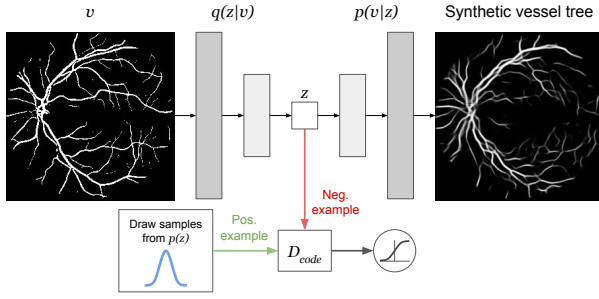 v
q(z|v)
p(v|z)
Synthetic vessel tree
z
Neg.
example
Pos.
example
Draw samples
from p(z)
D_code